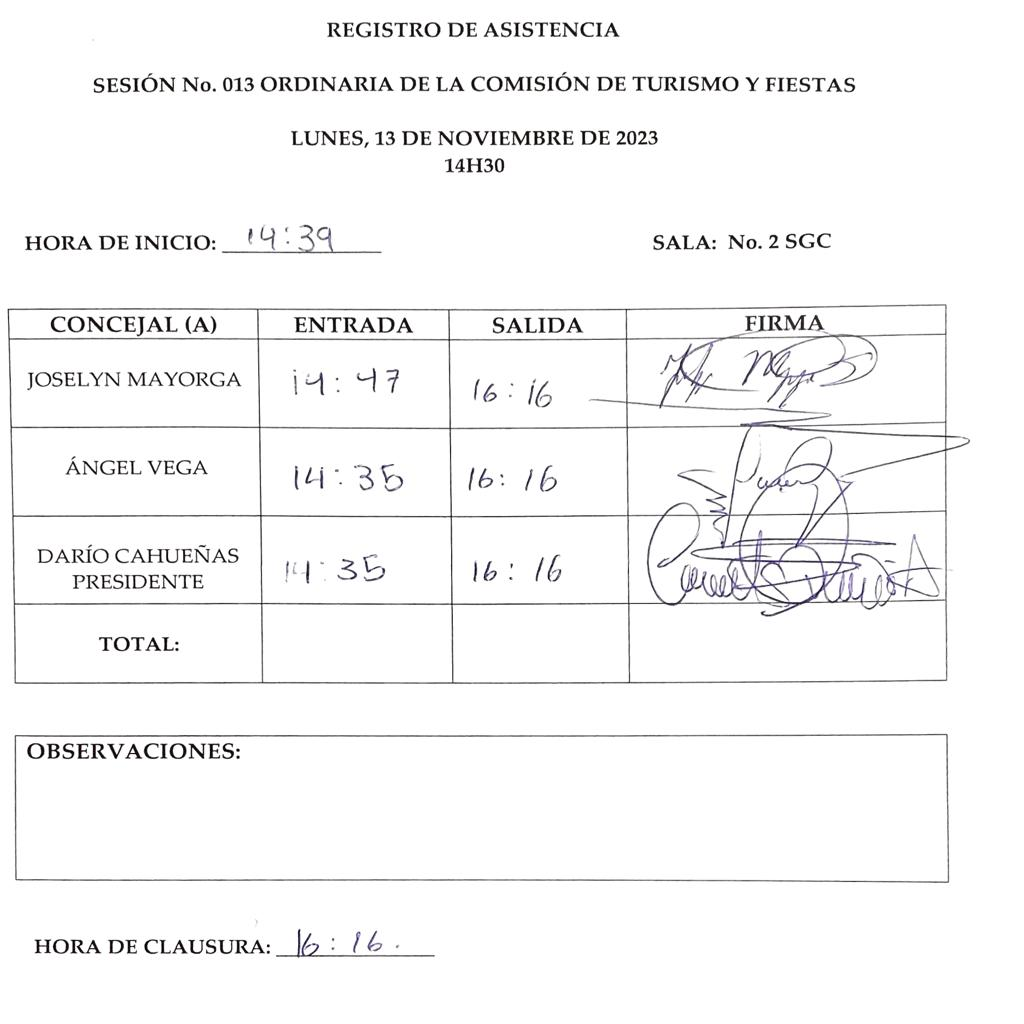 REGISTRO DE ASISTENCIA
SESIÓN No. 013 ORDINARIA DE LA COMISIÓN DE TURISMO Y FIESTAS
LUNES, 13 DE NOVIEMBRE DE 2023
14H30
HORA DE INICIO: 14:39 SALA: No. 2 SGC
CONCEJAL (A) ENTRADA SALIDA FIRMA
JOSELYN MAYORGA 14:47 16:16
ÁNGEL VEGA 14:35 16:16
DARÍO CAHUEÑAS
PRESIDENTE 14:35 16:16
TOTAL:
OBSERVACIONES:
HORA DE CLAUSURA: 16:16.